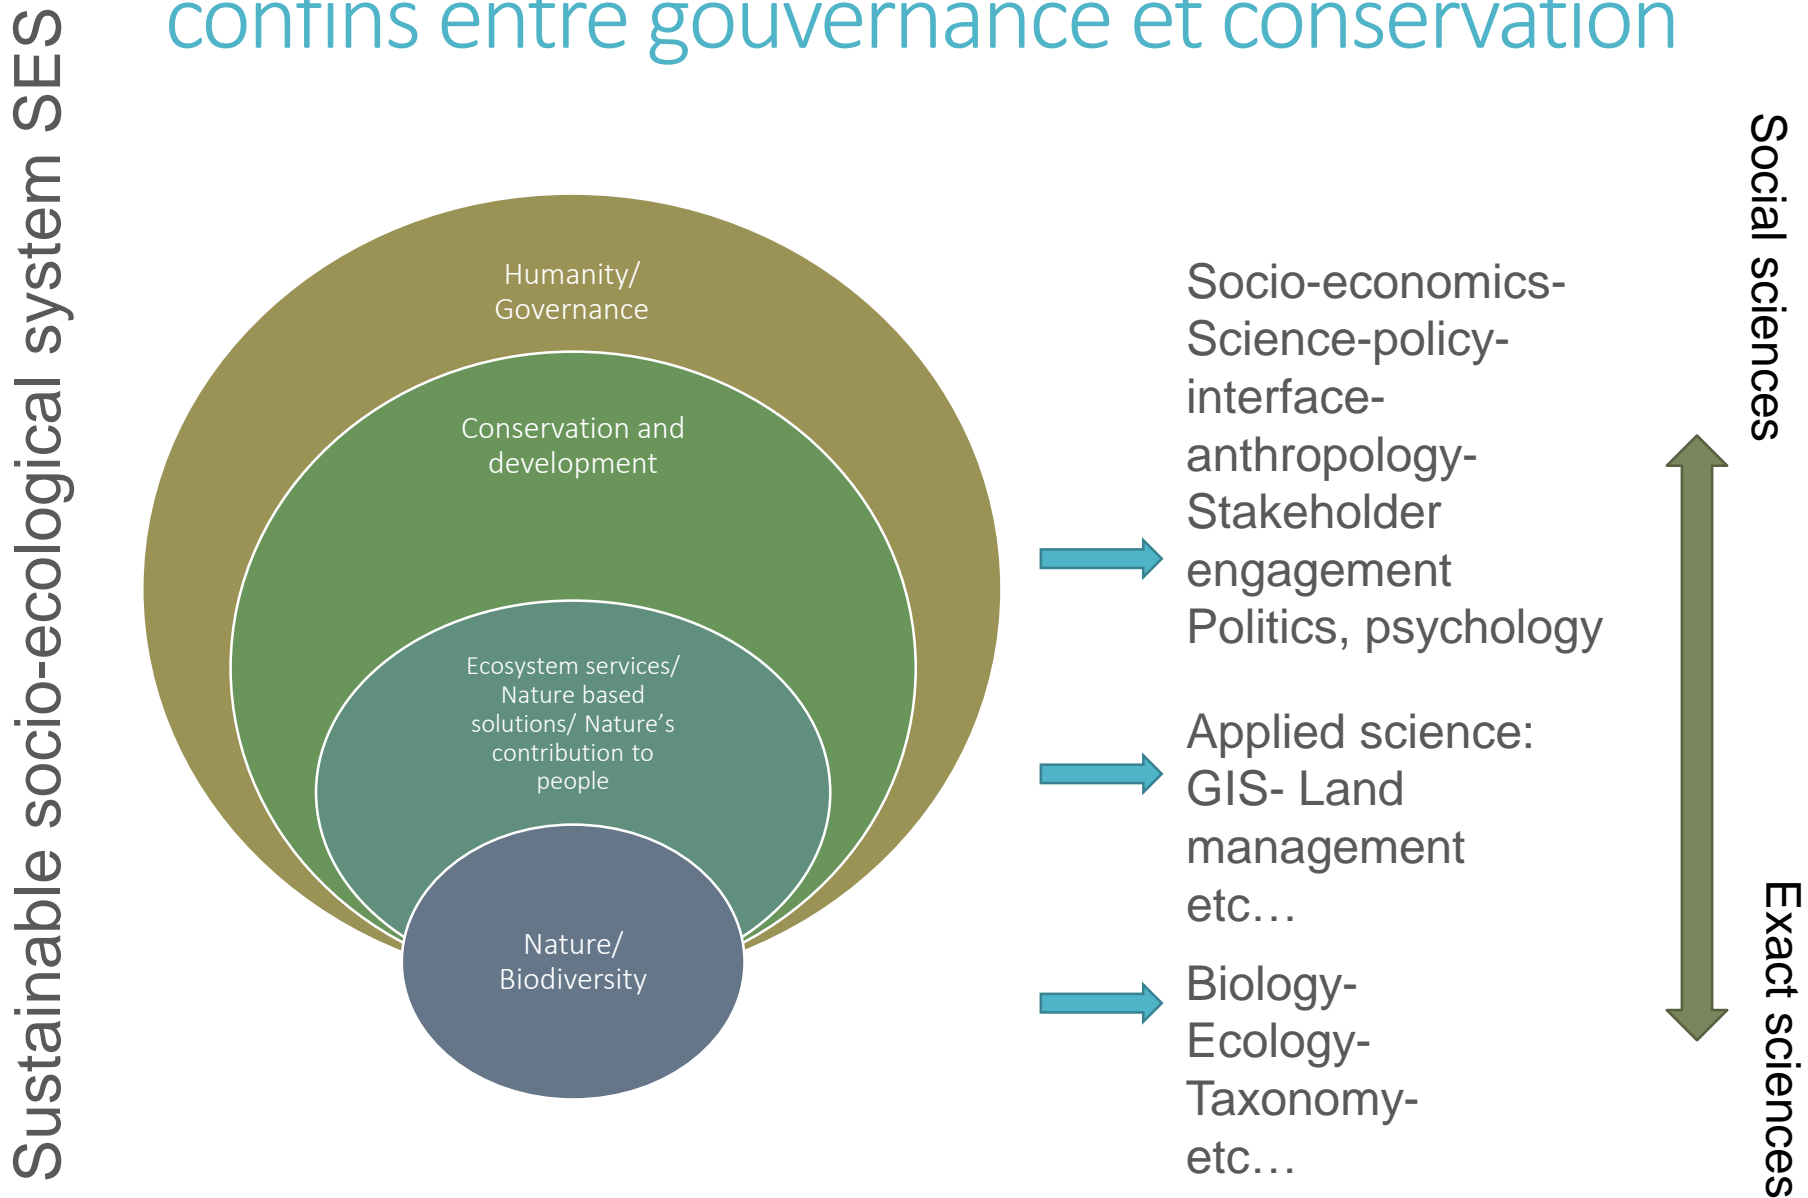 confins entre gouvernance et conservation
Sustainable socio-ecological system SES
Humanity/
Governance
Conservation and
development
Ecosystem services/
Nature based
solutions/ Nature’s
contribution to
people
Nature/
Biodiversity
Socio-economics-
Science-policy-
interface-
anthropology-
Stakeholder
engagement
Politics, psychology
Applied science:
GIS- Land
management
etc…
Biology-
Ecology-
Taxonomy-
etc…
Social sciences
Exact sciences